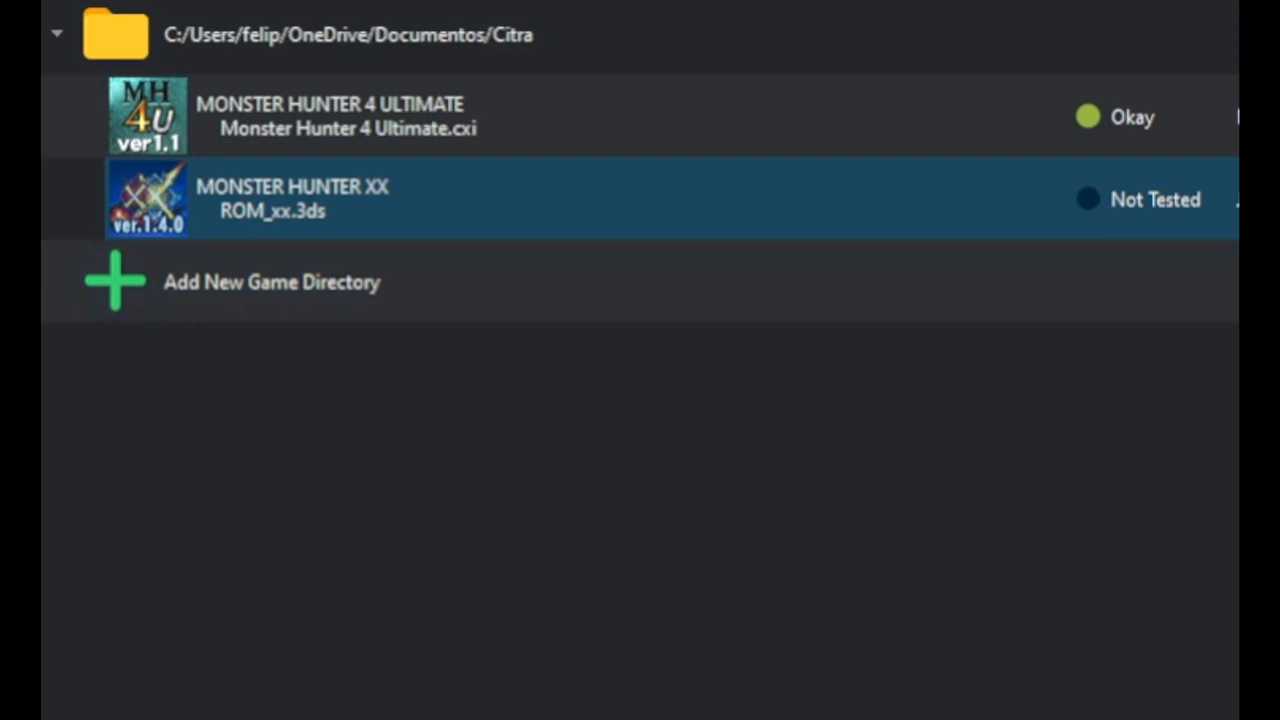 C:/Users/felip/OneDrive/Documentos/Citra
MH
4U
ver1.1
MONSTER HUNTER 4 ULTIMATE
Monster Hunter 4 Ultimate.cxi
Okay
ver.1.4.0
MONSTER HUNTER XX
ROM_xx.3ds
Not Tested
Add New Game Directory